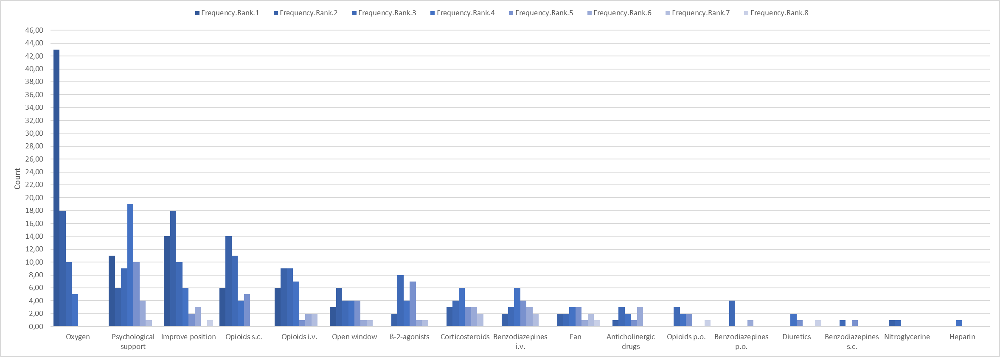 Frequency.Rank.1 Frequency.Rank.2 Frequency.Rank.3 Frequency.Rank.4 Frequency.Rank.5 Frequency.Rank.6 Frequency.Rank.7 Frequency.Rank.8
46,00
44,00
42,00
40,00
38,00
36,00
34,00
32,00
30,00
28,00
26,00
24,00
22,00
20,00
18,00
16,00
14,00
12,00
10,00
8,00
6,00
4,00
2,00
0,00
Count
Oxygen
Psychological
support
Improve position
Opioids s.c.
Opioids i.v.
Open window
ß-2-agonists
Corticosteroids
Benzodiazepines
i.v.
Fan
Anticholinergic
drugs
Opioids p.o.
Benzodiazepines
p.o.
Diuretics
Benzodiazepines
s.c.
Nitroglycerine
Heparin